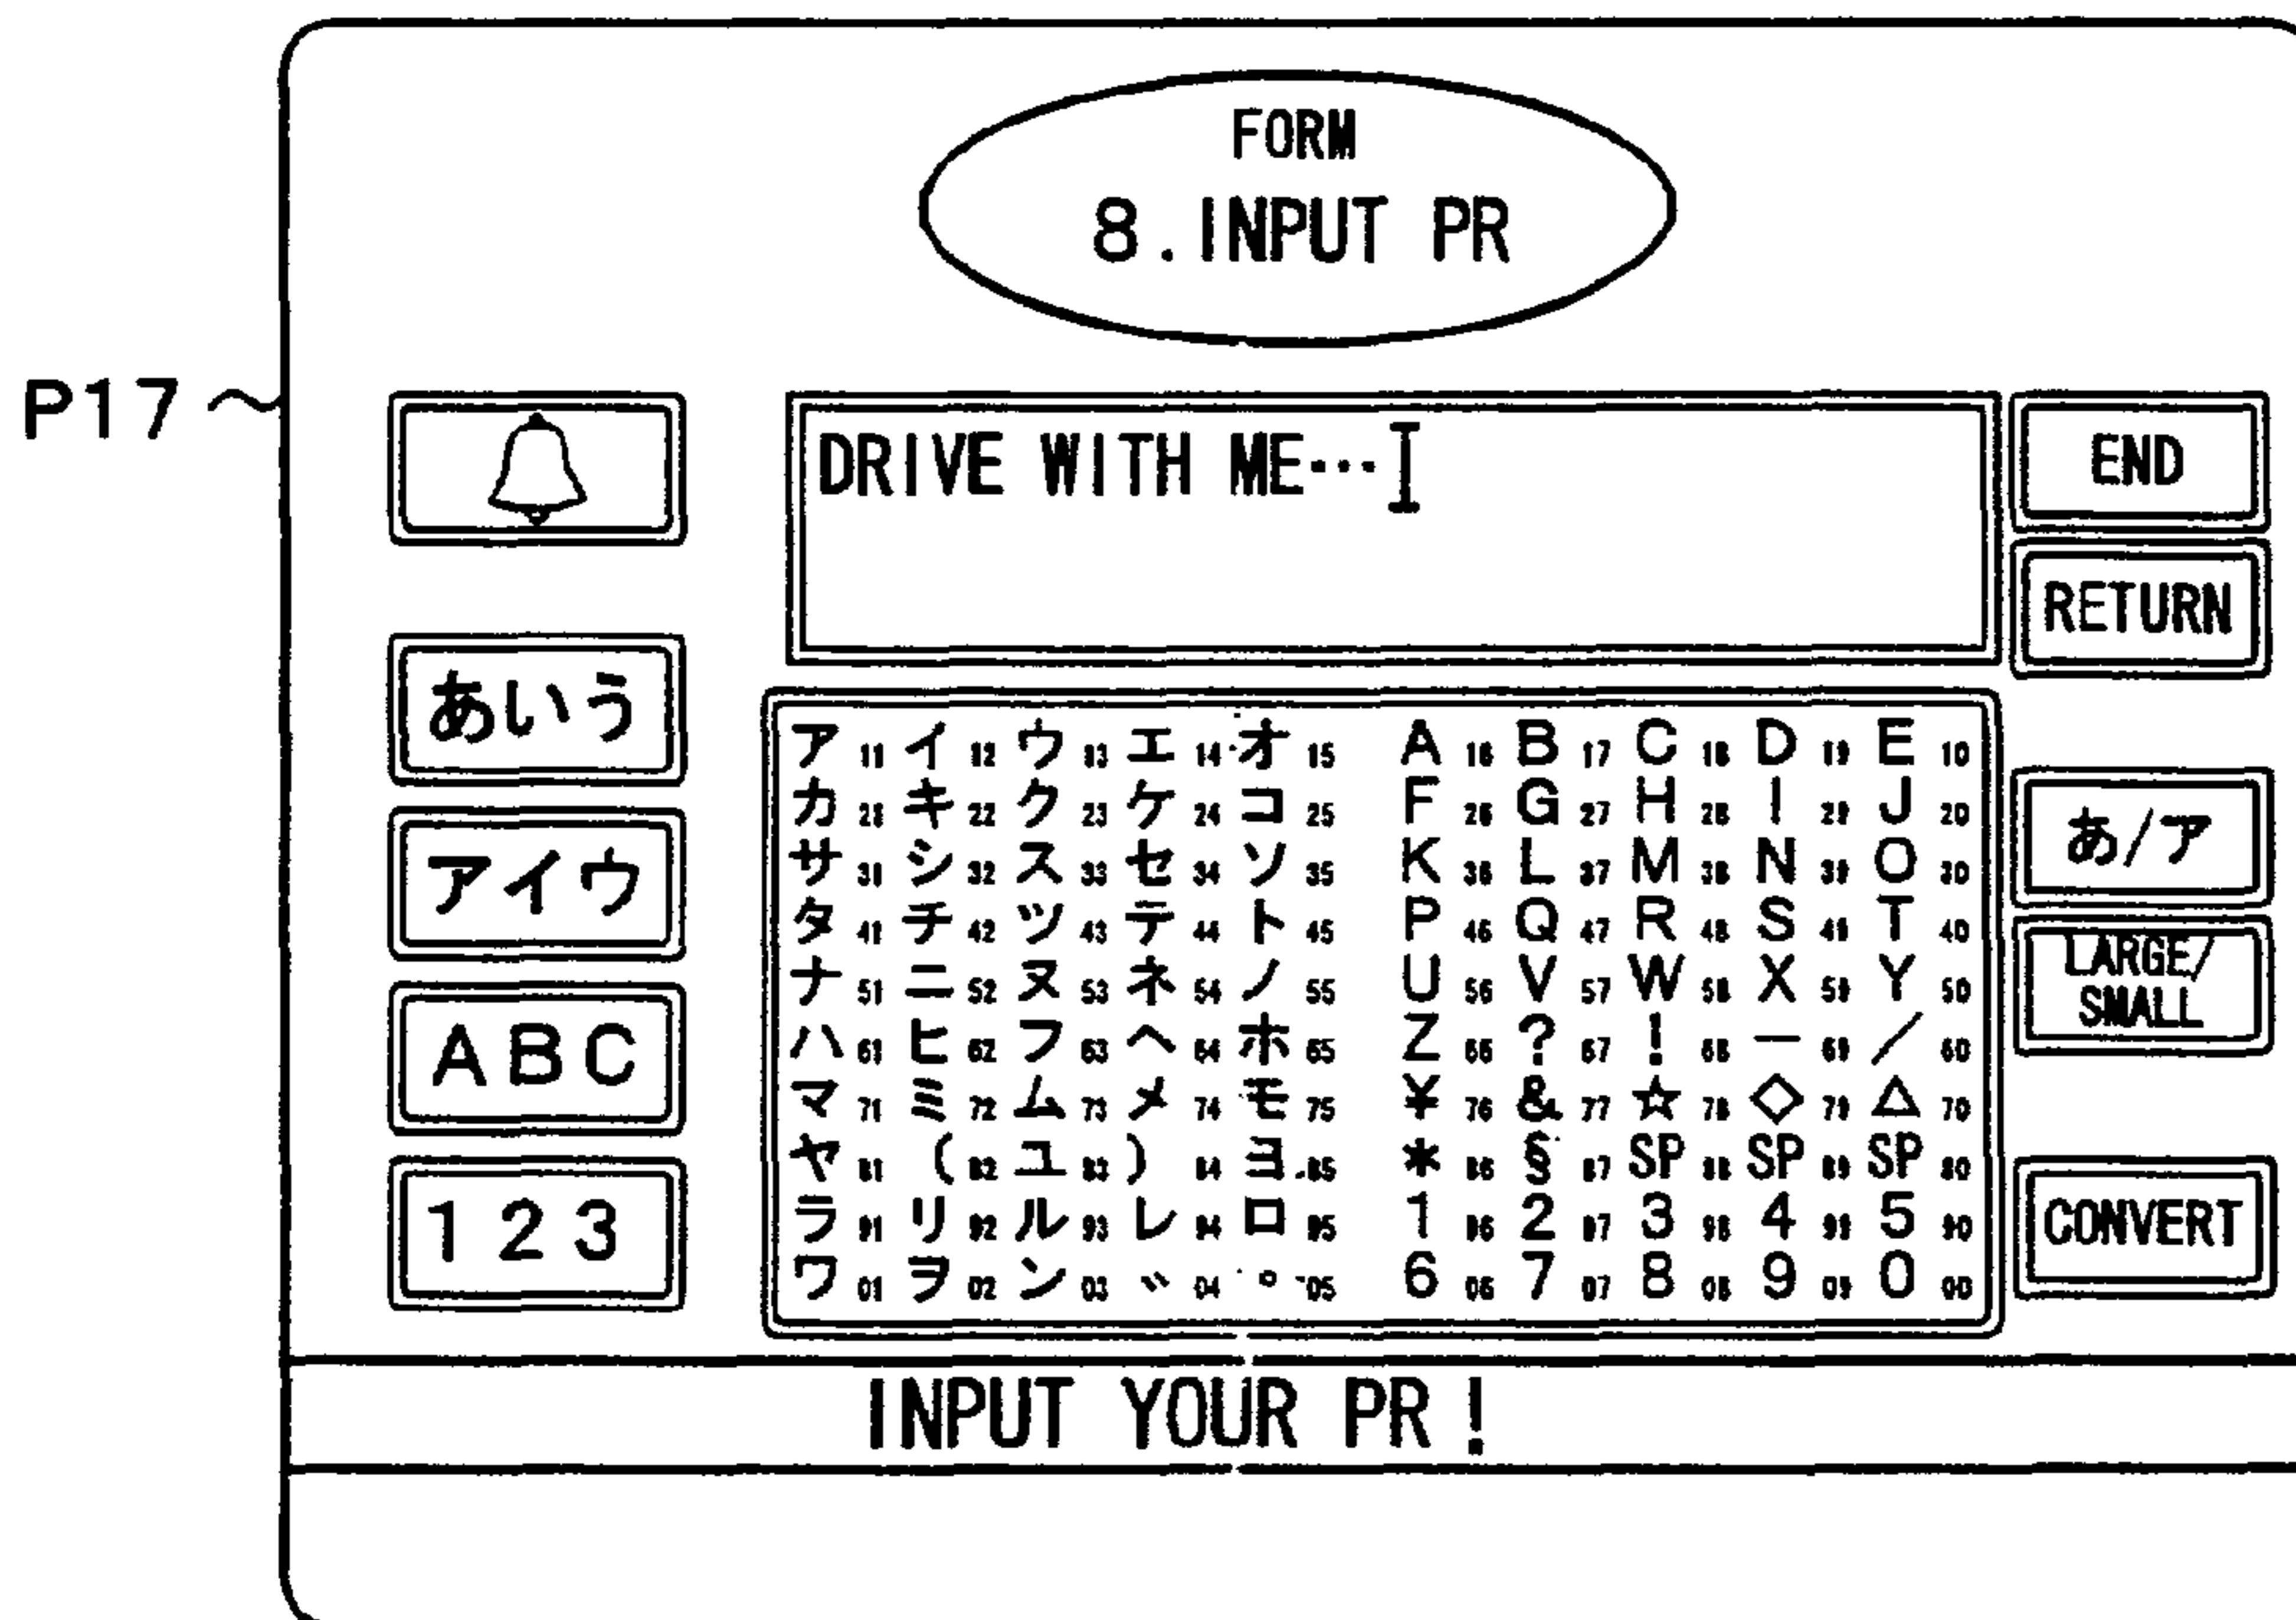 FORM
8.INPUT PR
P17
DRIVE WITH ME…
END
RETURN
あいう
アイウ
ABC
123
ア 11 イ 12 ウ 13 エ 14 オ 15 A 16 B 17 C 18 D 19 E 10
カ 21 キ 22 ク 23 ケ 24 コ 25 F 26 G 27 H 28 I 29 J 20
サ 31 シ 32 ス 33 セ 34 ソ 35 K 36 L 37 M 38 N 39 O 30
タ 41 チ 42 ツ 43 テ 44 ト 45 P 46 Q 47 R 48 S 49 T 40
ナ 51 ニ 52 ヌ 53 ネ 54 ノ 55 U 56 V 57 W 58 X 59 Y 50
ハ 61 ヒ 62 フ 63 ヘ 64 ホ 65 Z 66 ? 67 ! 68 − 69 / 60
マ 71 ミ 72 ム 73 メ 74 モ 75 ¥ 76 & 77 ☆ 78 ◇ 79 △ 70
ヤ 81 ( 82 ユ 83 ) 84 ヨ 85 * 86 § 87 SP 88 SP 89 SP 80
ラ 91 リ 92 ル 93 レ 94 ロ 95 1 96 2 97 3 98 4 99 5 90
ワ 01 ヲ 02 ン 03 ゛ 04 ゜ 05 6 06 7 07 8 08 9 09 0 00
あ/ア
LARGE/
SMALL
CONVERT
INPUT YOUR PR !